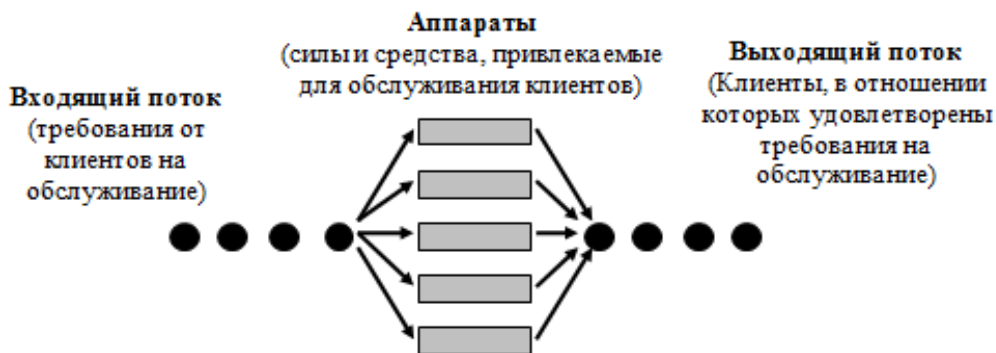 Входящий поток
(требования от
клиентов на
обслуживание)
Аппараты
(силы и средства, привлекаемые
для обслуживания клиентов)
Выходящий поток
(Клиенты, в отношении
которых удовлетворены
требования на
обслуживание)